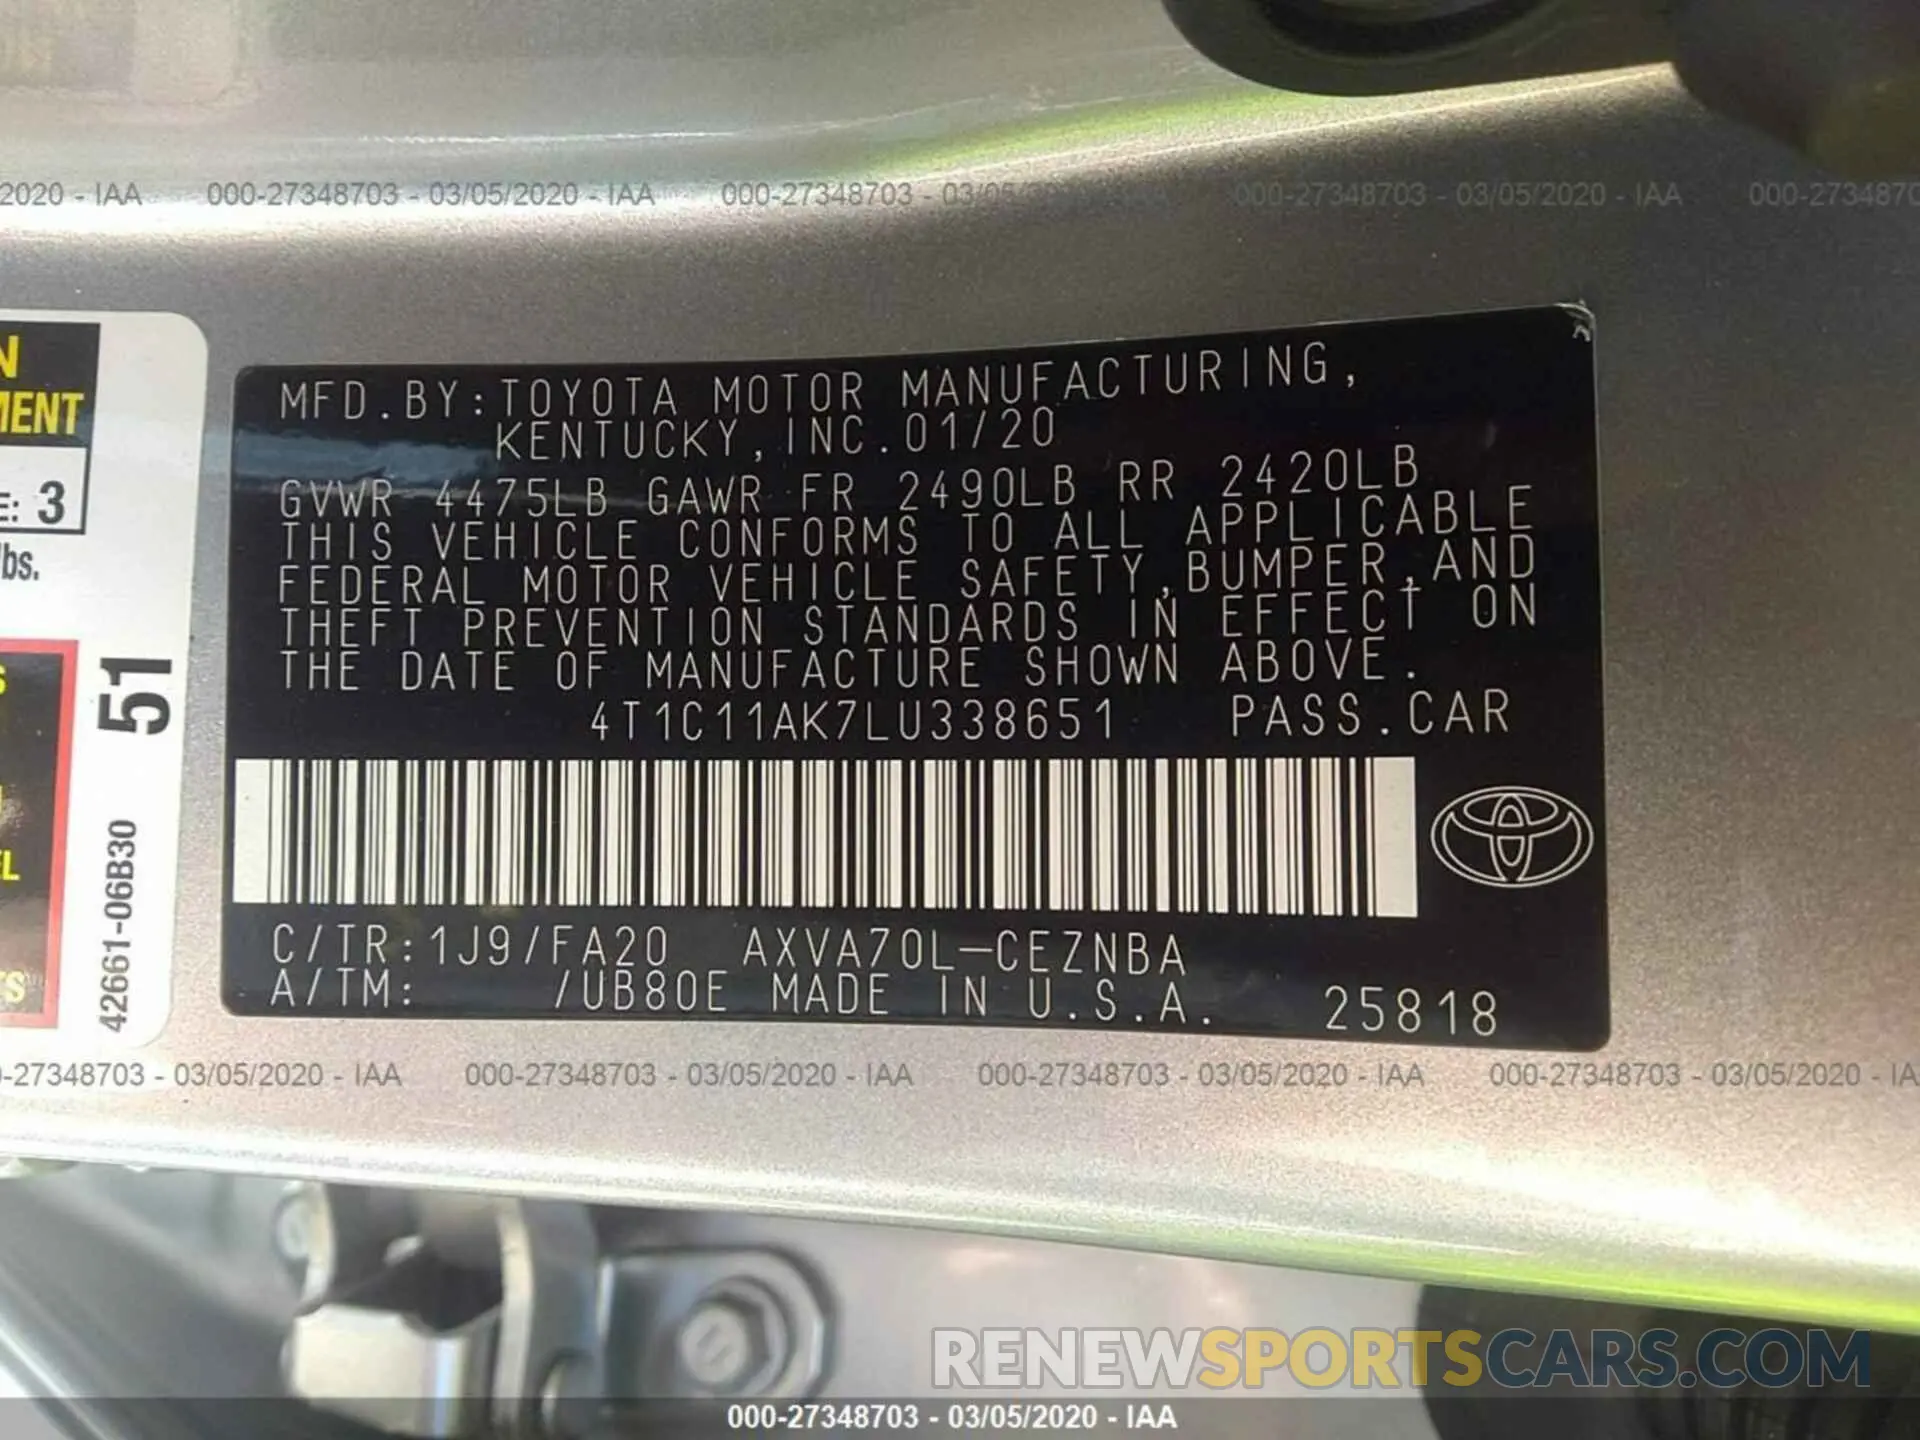 2020 - IAA 000-27348703 - 03/05/2020 - IAA 000-27348703 - 03/05/2020 - IAA 000-27348703 - 03/05/2020 - IAA 000-2734870
N
MENT
E: 3
lbs.
51
42661-06B30
S
EL
TS
MFD.BY:TOYOTA MOTOR MANUFACTURING,
KENTUCKY,INC.01/20
GVWR 4475LB GAWR FR 2490LB RR 2420LB
THIS VEHICLE CONFORMS TO ALL APPLICABLE
FEDERAL MOTOR VEHICLE SAFETY,BUMPER,AND
THEFT PREVENTION STANDARDS IN EFFECT ON
THE DATE OF MANUFACTURE SHOWN ABOVE.
4T1C11AK7LU338651 PASS.CAR
C/TR:1J9/FA20 AXVA70L-CEZNBA
A/TM: /UB80E MADE IN U.S.A. 25818
-27348703 - 03/05/2020 - IAA 000-27348703 - 03/05/2020 - IAA 000-27348703 - 03/05/2020 - IAA 000-27348703 - 03/05/2020 - IA
RENEWSPORTSCARS.COM
000-27348703 - 03/05/2020 - IAA